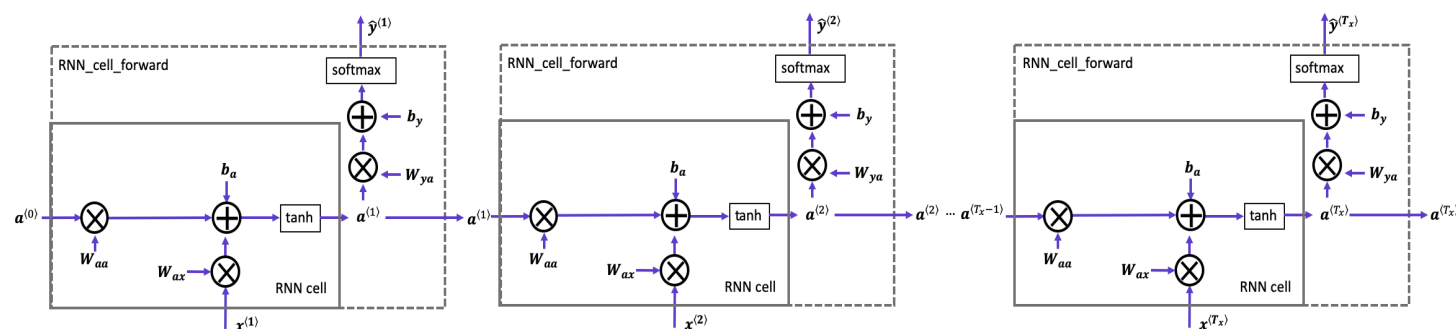 ŷ⟨1⟩
RNN_cell_forward
softmax
b_y
W_ya
b_a
a⟨0⟩
tanh
a⟨1⟩
W_aa
W_ax
RNN cell
x⟨1⟩
ŷ⟨2⟩
RNN_cell_forward
softmax
b_y
W_ya
b_a
a⟨1⟩
tanh
a⟨2⟩
W_aa
W_ax
RNN cell
x⟨2⟩
ŷ⟨T_x⟩
RNN_cell_forward
softmax
b_y
W_ya
b_a
a⟨2⟩ ... a⟨T_x−1⟩
tanh
a⟨T_x⟩
a⟨T_x⟩
W_aa
W_ax
RNN cell
x⟨T_x⟩